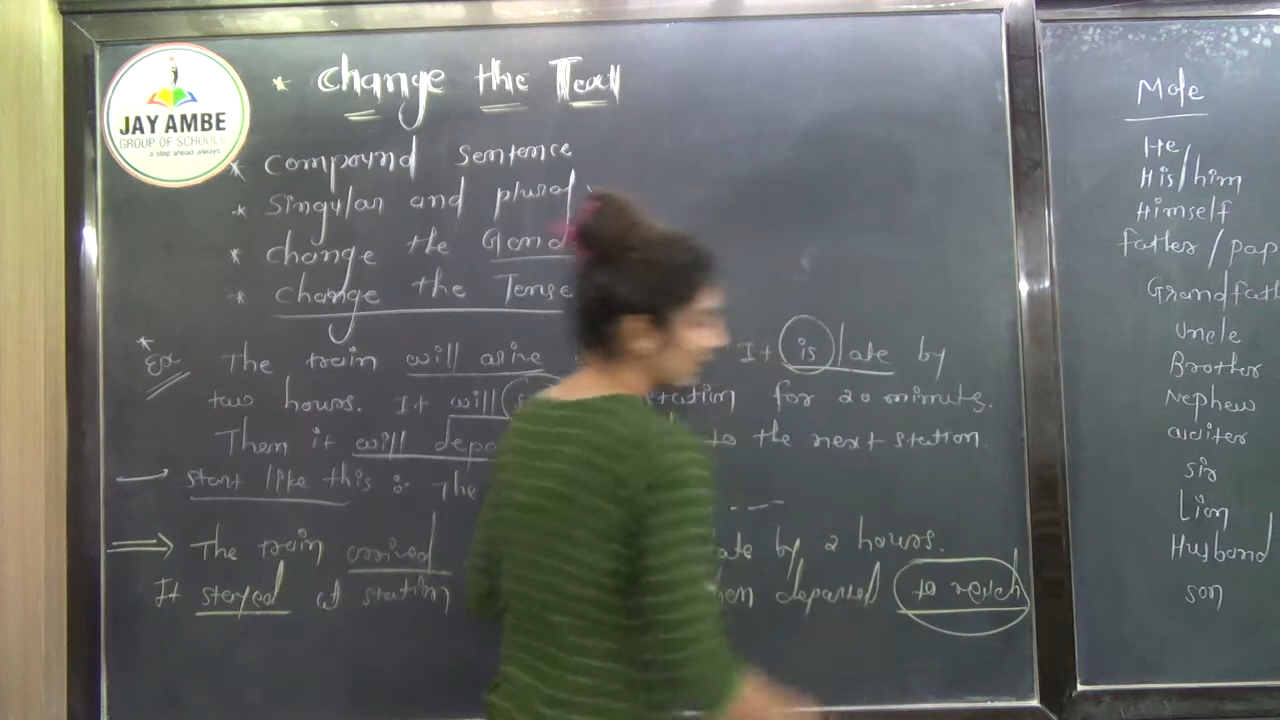 JAY AMBE
GROUP OF SCHOOLS
a step ahead always
* Change the Text
* Compound Sentence
* Singular and plural
* Change the Gend
* Change the Tense
* Ex The train will arive It is late by
two hours. It will station for 20 minuts.
Then it will depa to the next station.
→ start like this : The ---
⇒ The train arrived ate by 2 hours.
It stayed at station hen departed to reach
Male
He
His/him
Himself
father / pap
Grandfath
Uncle
Brother
Nephew
sir
Lion
Husband
son